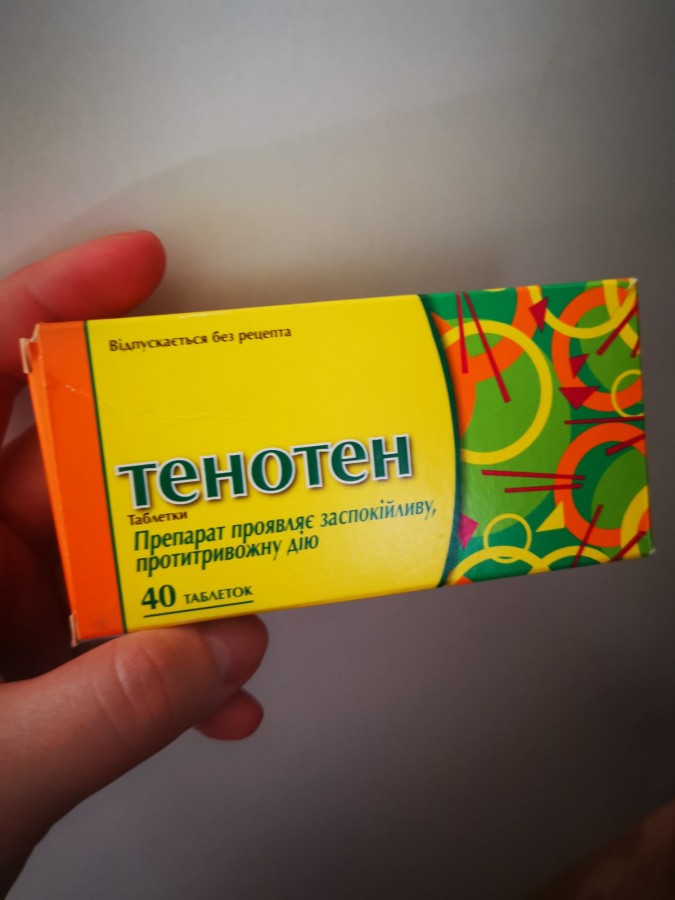 Відпускається без рецепта
тенотен
Таблетки
Препарат проявляє заспокійливу,
протитривожну дію
40 ТАБЛЕТОК